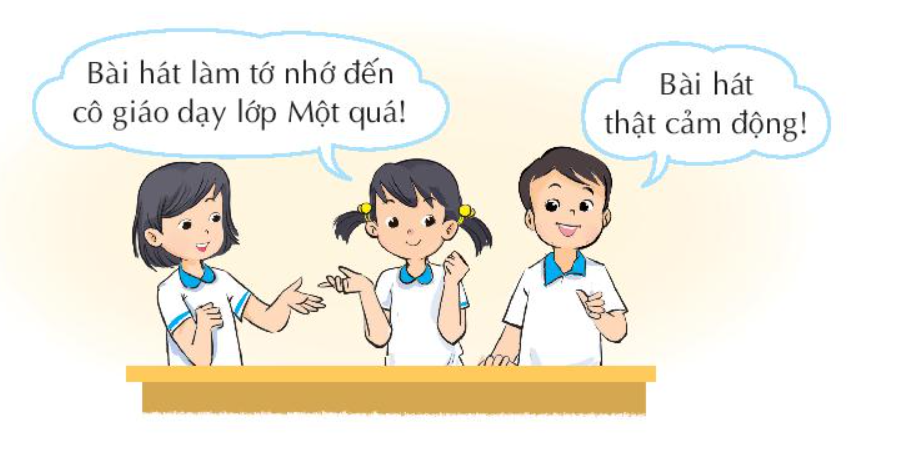 Bài hát làm tớ nhớ đến
cô giáo dạy lớp Một quá!
Bài hát
thật cảm động!